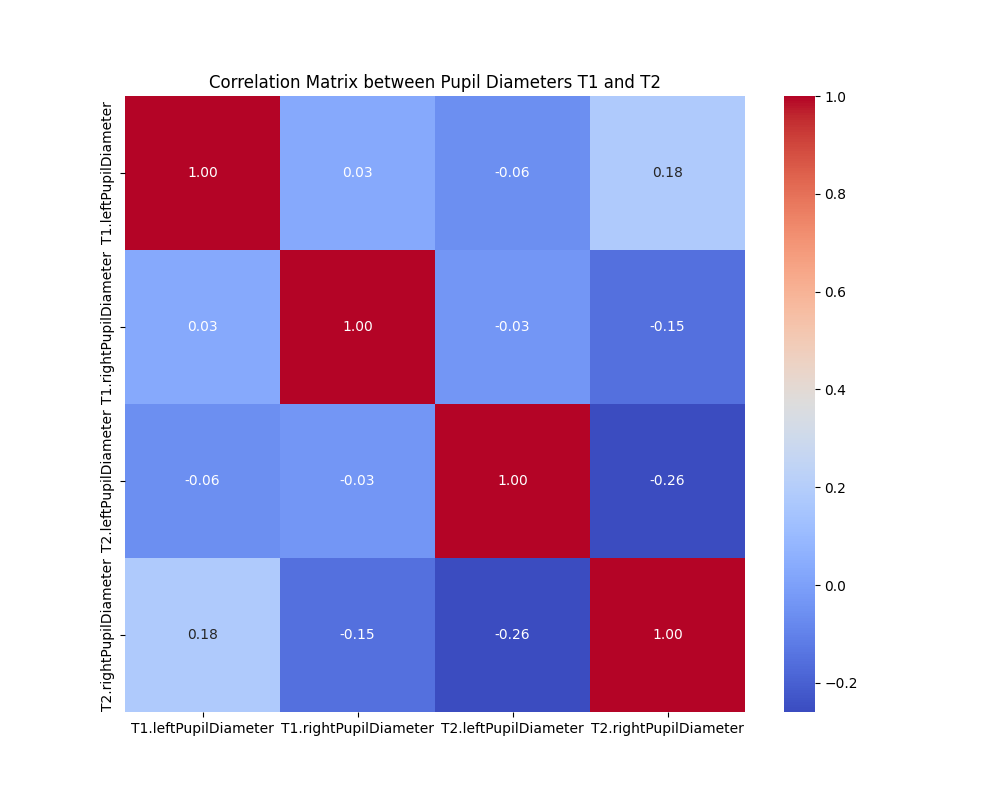 Correlation Matrix between Pupil Diameters T1 and T2
T1.leftPupilDiameter
1.00 0.03 -0.06 0.18
T1.rightPupilDiameter
0.03 1.00 -0.03 -0.15
T2.leftPupilDiameter
-0.06 -0.03 1.00 -0.26
T2.rightPupilDiameter
0.18 -0.15 -0.26 1.00
T1.leftPupilDiameter T1.rightPupilDiameter T2.leftPupilDiameter T2.rightPupilDiameter
1.0
0.8
0.6
0.4
0.2
0.0
−0.2